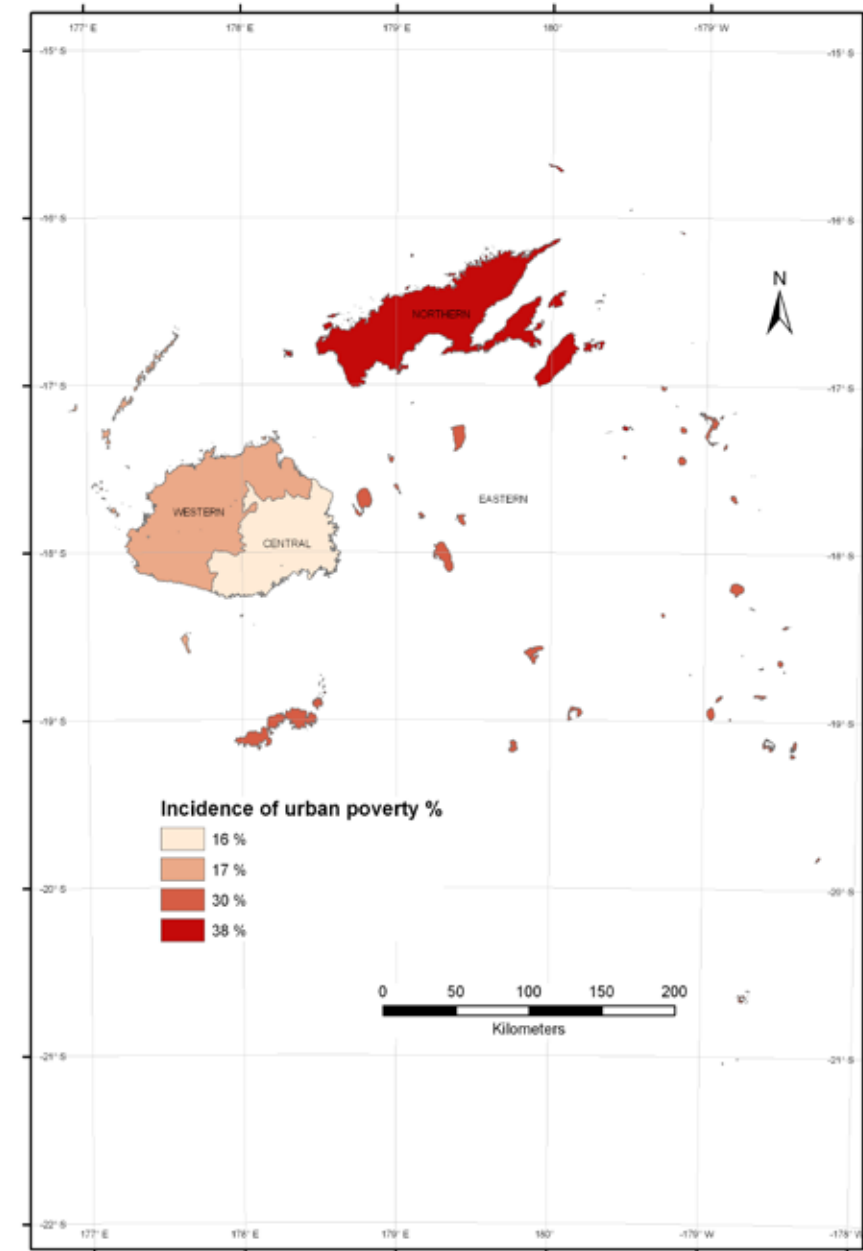 177° E 178° E 179° E 180° -179° W
-15° S -15° S
-16° S -16° S
N
NORTHERN
-17° S -17° S
EASTERN
WESTERN
CENTRAL
-18° S -18° S
-19° S -19° S
Incidence of urban poverty %
16 %
17 %
30 %
38 %
-20° S -20° S
0 50 100 150 200
Kilometers
-21° S -21° S
-22° S
177° E 178° E 179° E 180° -179° W -178° W